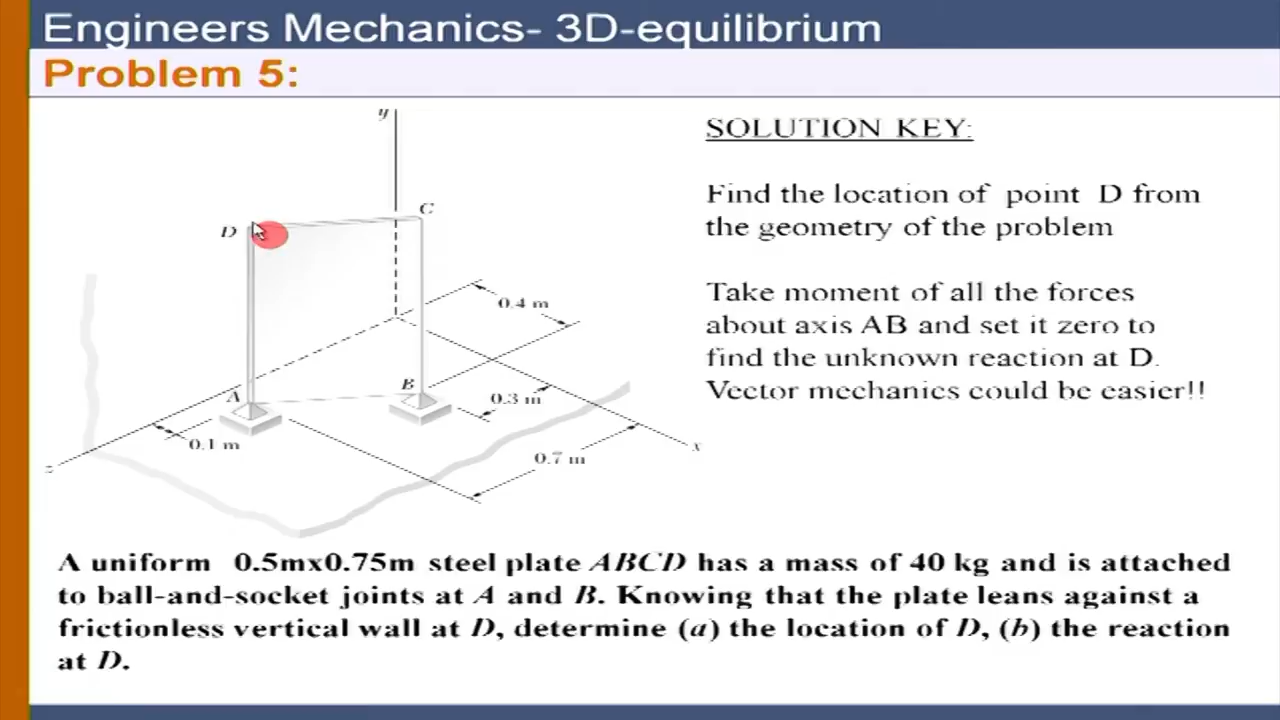 Engineers Mechanics- 3D-equilibrium
Problem 5:
y
SOLUTION KEY:
Find the location of point D from
the geometry of the problem
Take moment of all the forces
about axis AB and set it zero to
find the unknown reaction at D.
Vector mechanics could be easier!!
C
D
0.4 m
B
A
0.3 m
0.1 m
x
0.7 m
z
A uniform 0.5mx0.75m steel plate ABCD has a mass of 40 kg and is attached
to ball-and-socket joints at A and B. Knowing that the plate leans against a
frictionless vertical wall at D, determine (a) the location of D, (b) the reaction
at D.